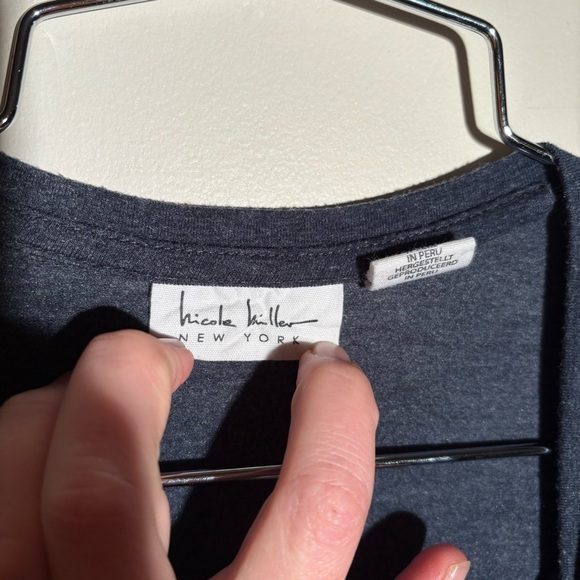 Nicole Miller
NEW YORK
IN PERU
HERGESTELLT
GEPRODUCEERD
IN PERU